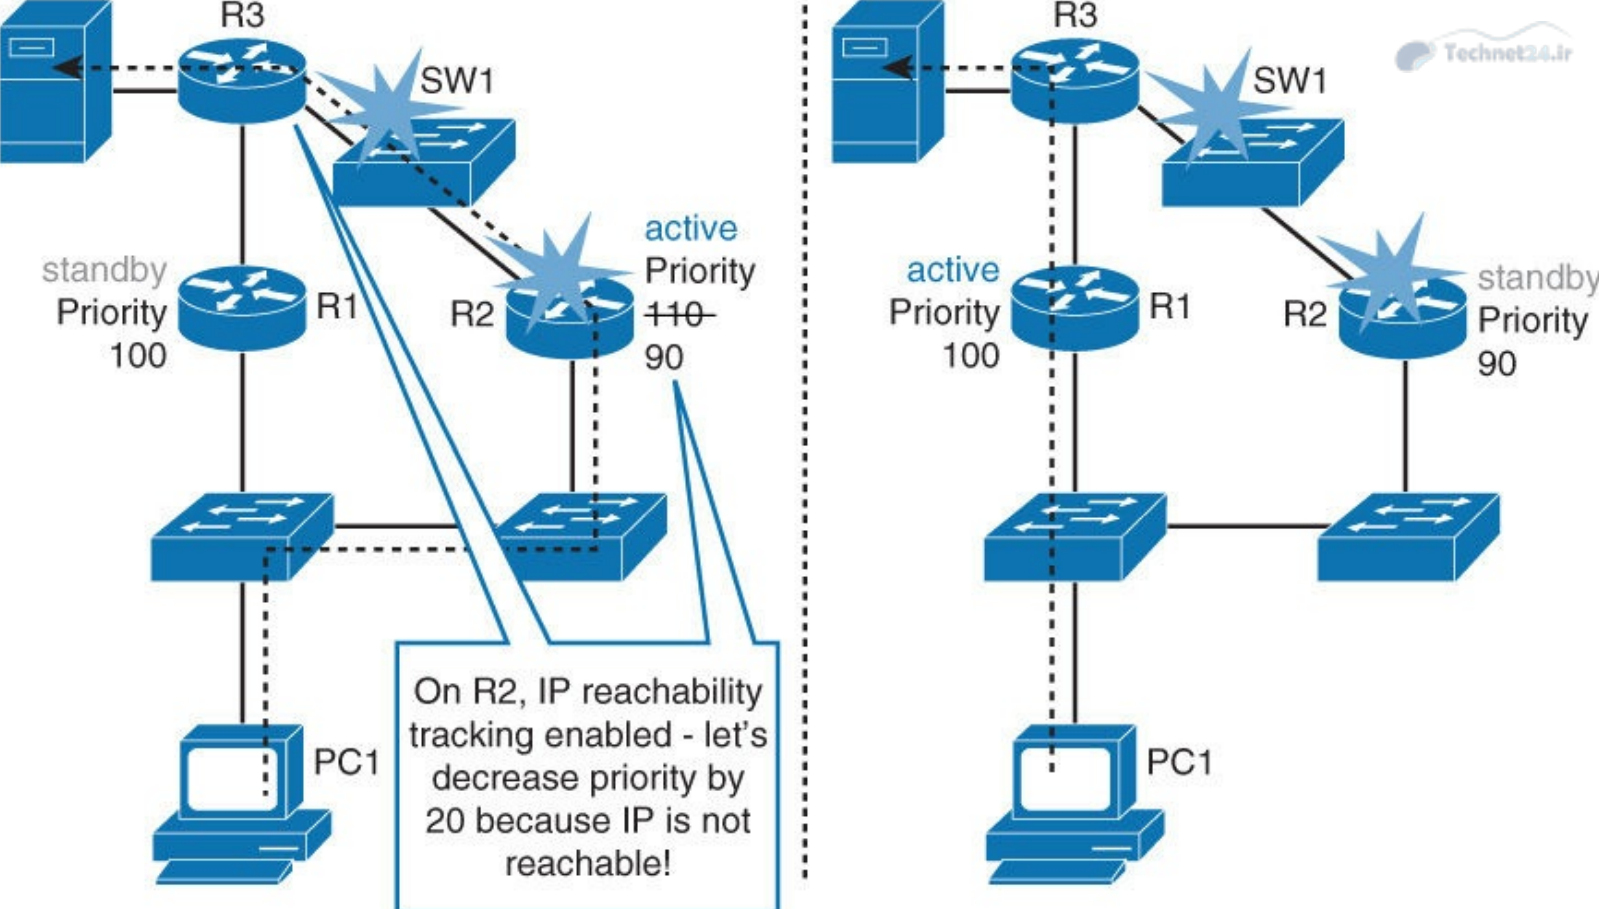 R3
SW1
standby
Priority
100
R1
R2
active
Priority
110
90
PC1
On R2, IP reachability
tracking enabled - let's
decrease priority by
20 because IP is not
reachable!
Technet24.ir
R3
SW1
active
Priority
100
R1
R2
standby
Priority
90
PC1